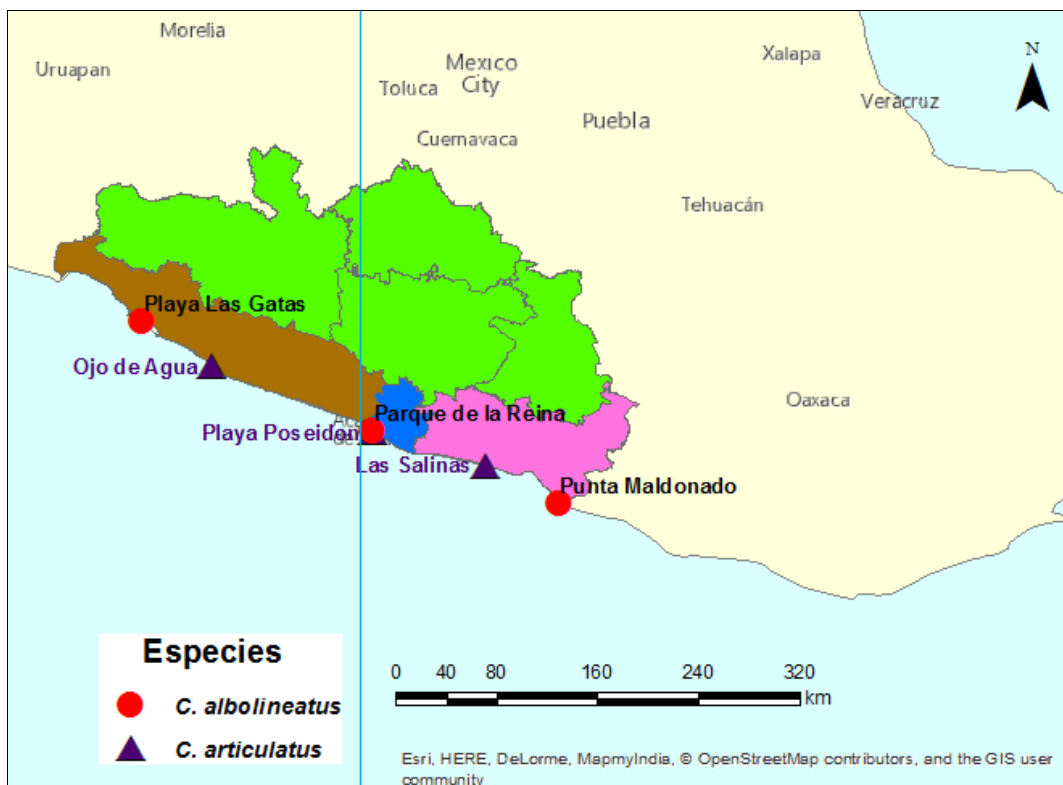 Morelia
Uruapan
Toluca
Mexico
City
Xalapa
N
Veracruz
Cuernavaca
Puebla
Tehuacán
Playa Las Gatas
Ojo de Agua
Parque de la Reina
Playa Poseidon
Oaxaca
Las Salinas
Punta Maldonado
Especies
C. albolineatus
C. articulatus
0 40 80 160 240 320
km
Esri, HERE, DeLorme, MapmyIndia, © OpenStreetMap contributors, and the GIS user
community